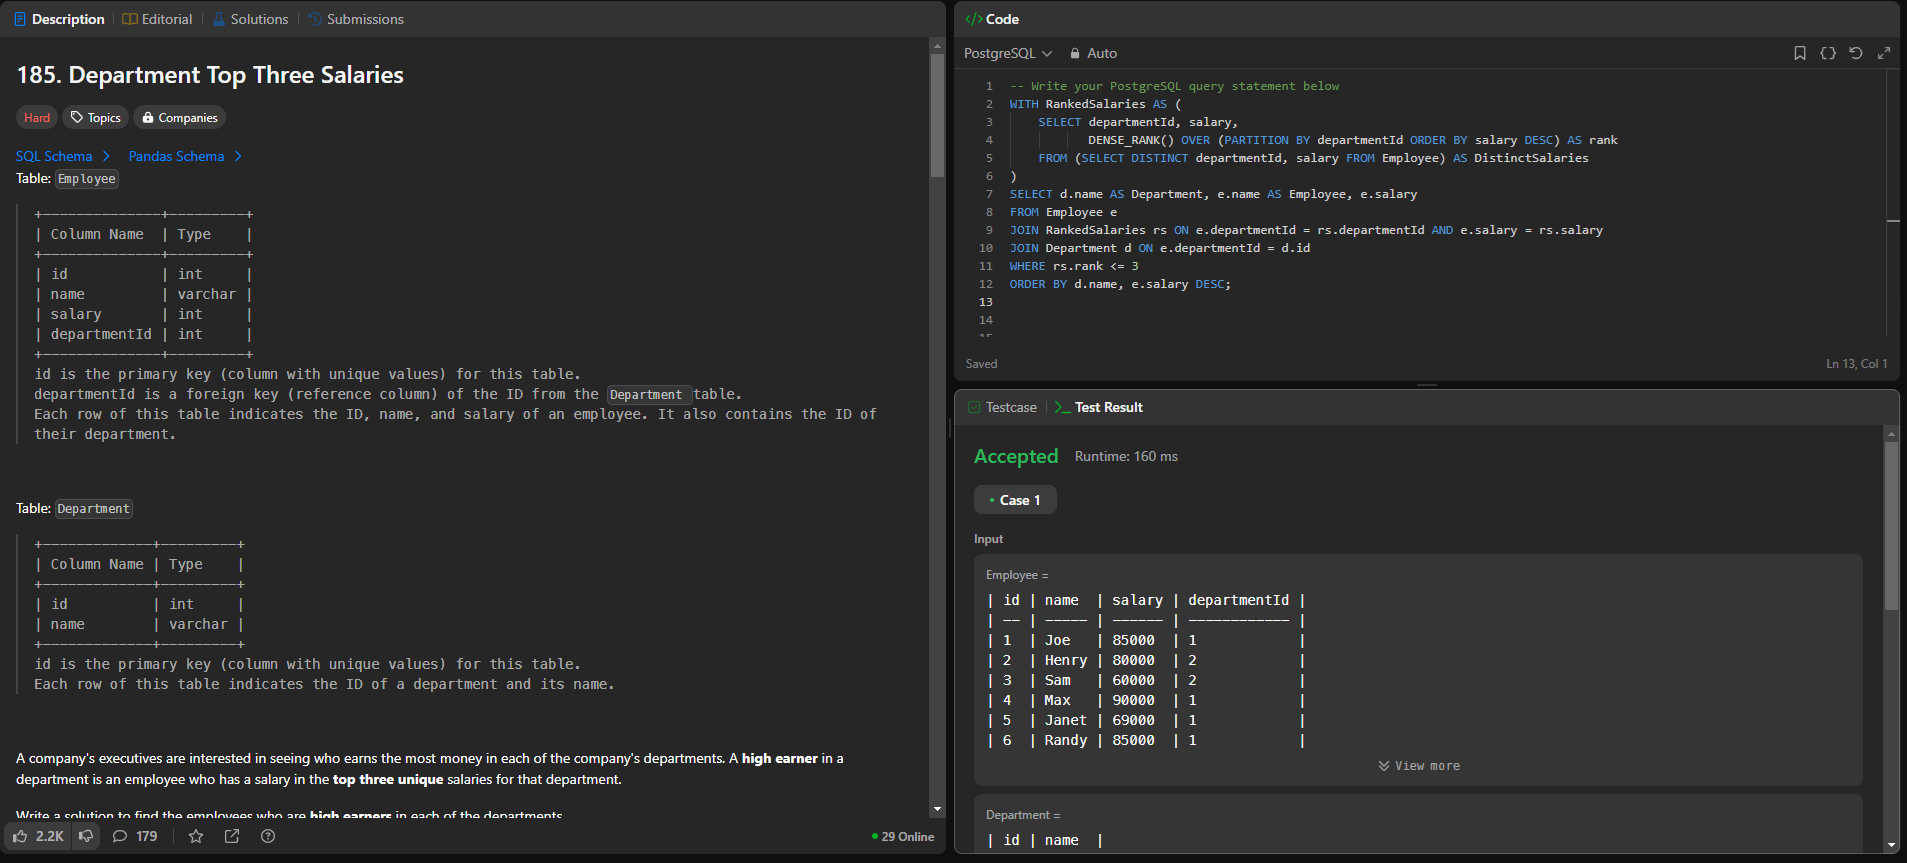 Description | Editorial | Solutions | Submissions
185. Department Top Three Salaries
Hard Topics Companies
SQL Schema > Pandas Schema >
Table: Employee
+--------------+---------+
| Column Name  | Type    |
+--------------+---------+
| id           | int     |
| name         | varchar |
| salary       | int     |
| departmentId | int     |
+--------------+---------+
id is the primary key (column with unique values) for this table.
departmentId is a foreign key (reference column) of the ID from the Department table.
Each row of this table indicates the ID, name, and salary of an employee. It also contains the ID of
their department.
Table: Department
+-------------+---------+
| Column Name | Type    |
+-------------+---------+
| id          | int     |
| name        | varchar |
+-------------+---------+
id is the primary key (column with unique values) for this table.
Each row of this table indicates the ID of a department and its name.
A company's executives are interested in seeing who earns the most money in each of the company's departments. A high earner in a
department is an employee who has a salary in the top three unique salaries for that department.
Write a solution to find the employees who are high earners in each of the departments.
2.2K 179 29 Online
</> Code
PostgreSQL Auto
1 -- Write your PostgreSQL query statement below
2 WITH RankedSalaries AS (
3     SELECT departmentId, salary,
4            DENSE_RANK() OVER (PARTITION BY departmentId ORDER BY salary DESC) AS rank
5     FROM (SELECT DISTINCT departmentId, salary FROM Employee) AS DistinctSalaries
6 )
7 SELECT d.name AS Department, e.name AS Employee, e.salary
8 FROM Employee e
9 JOIN RankedSalaries rs ON e.departmentId = rs.departmentId AND e.salary = rs.salary
10 JOIN Department d ON e.departmentId = d.id
11 WHERE rs.rank <= 3
12 ORDER BY d.name, e.salary DESC;
13
14
15
Saved Ln 13, Col 1
Testcase | >_ Test Result
Accepted Runtime: 160 ms
• Case 1
Input
Employee =
| id | name  | salary | departmentId |
| -- | ----- | ------ | ------------ |
| 1  | Joe   | 85000  | 1            |
| 2  | Henry | 80000  | 2            |
| 3  | Sam   | 60000  | 2            |
| 4  | Max   | 90000  | 1            |
| 5  | Janet | 69000  | 1            |
| 6  | Randy | 85000  | 1            |
View more
Department =
| id | name  |